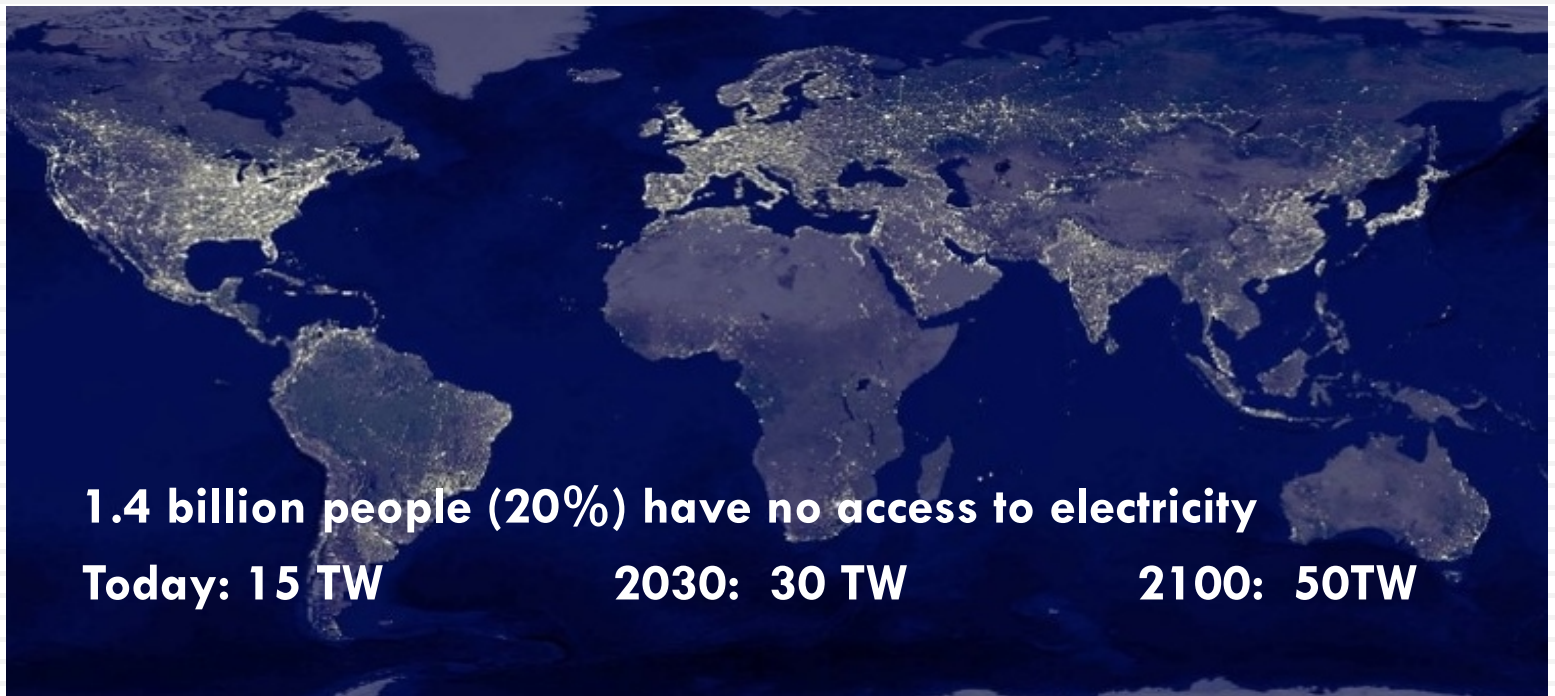 1.4 billion people (20%) have no access to electricity
Today: 15 TW 2030: 30 TW 2100: 50TW